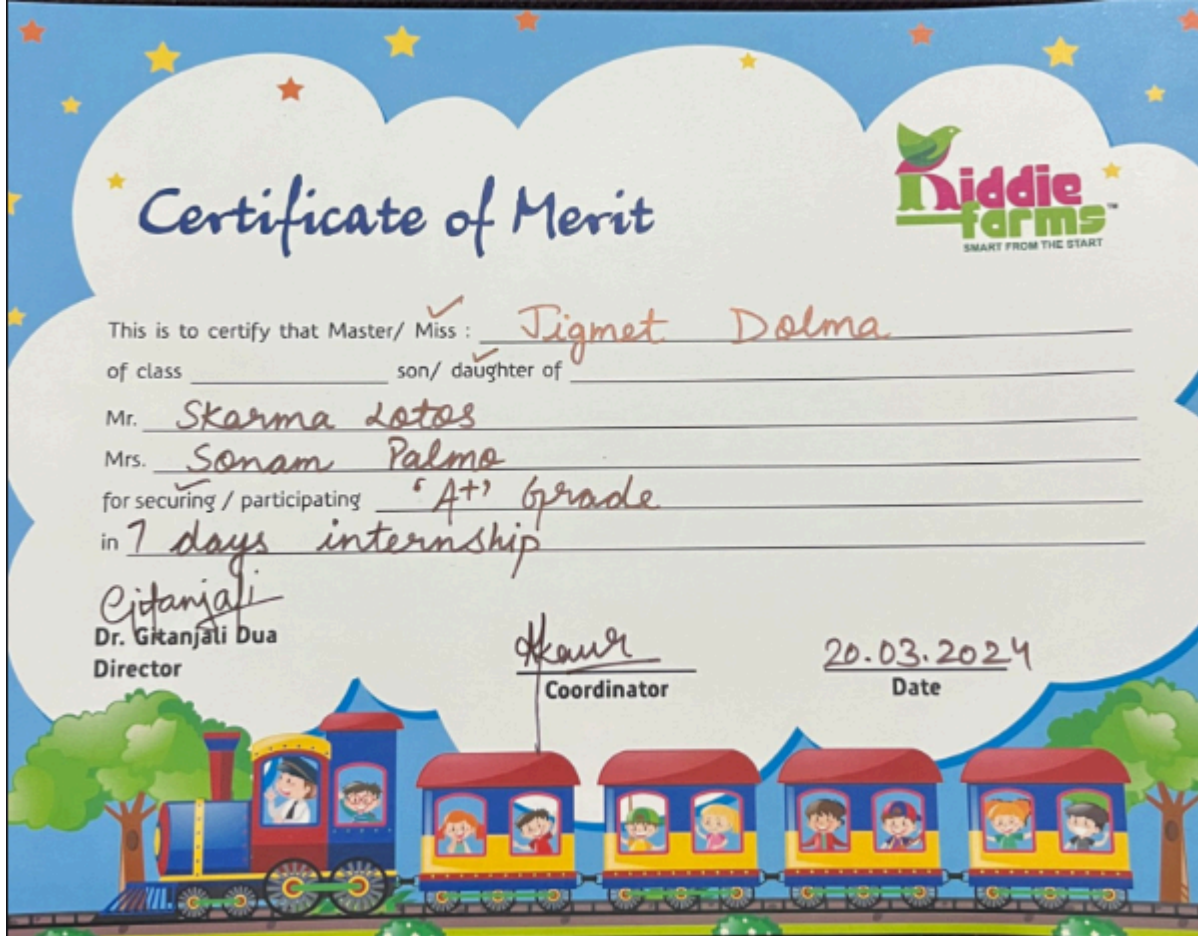 Certificate of Merit
Kiddie
farms™
SMART FROM THE START
This is to certify that Master/ Miss : Jigmet Dolma
of class son/ daughter of
Mr. Skarma Lotos
Mrs. Sonam Palmo
for securing / participating 'A+' Grade
in 7 days internship
Gitanjali
Dr. Gitanjali Dua
Director
Hkaur
Coordinator
20.03.2024
Date